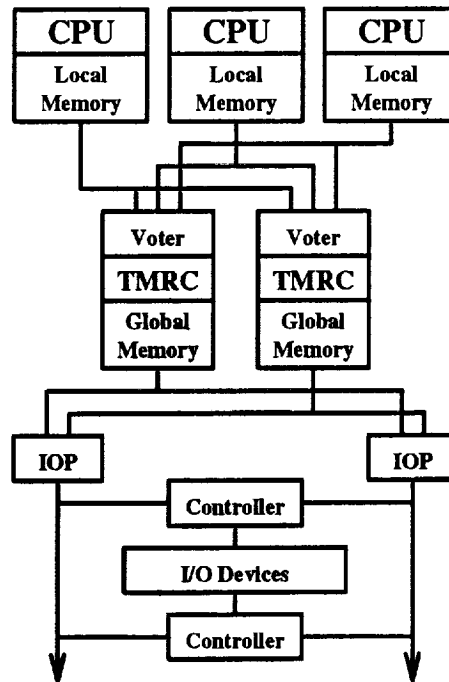 CPU
Local
Memory
CPU
Local
Memory
CPU
Local
Memory
Voter
TMRC
Global
Memory
Voter
TMRC
Global
Memory
IOP
IOP
Controller
I/O Devices
Controller